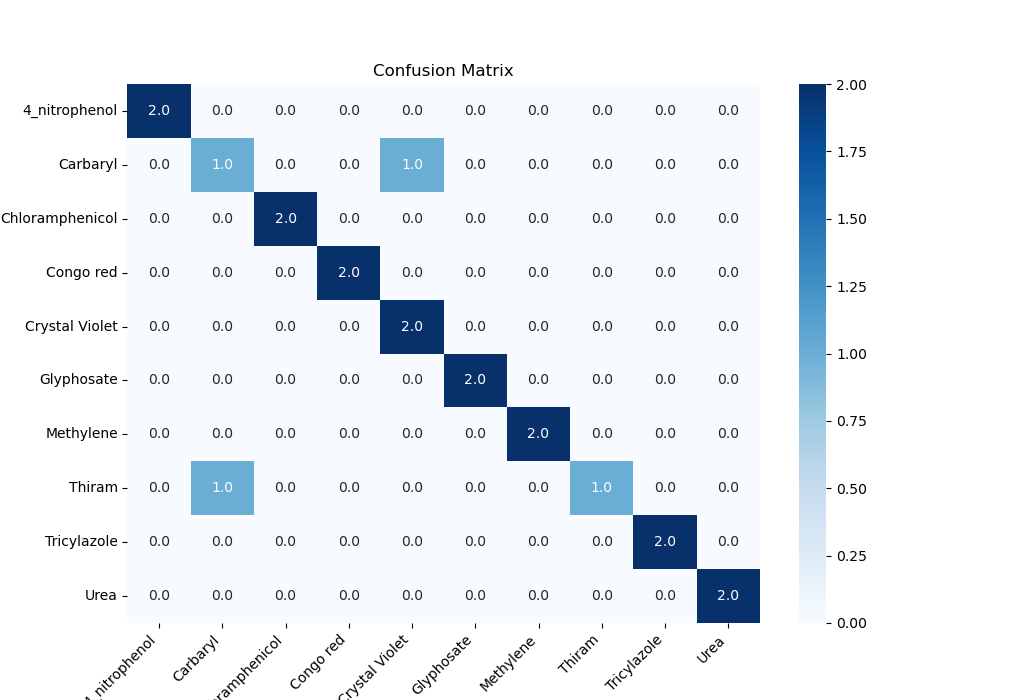 Confusion Matrix
4_nitrophenol 2.0 0.0 0.0 0.0 0.0 0.0 0.0 0.0 0.0 0.0
Carbaryl 0.0 1.0 0.0 0.0 1.0 0.0 0.0 0.0 0.0 0.0
Chloramphenicol 0.0 0.0 2.0 0.0 0.0 0.0 0.0 0.0 0.0 0.0
Congo red 0.0 0.0 0.0 2.0 0.0 0.0 0.0 0.0 0.0 0.0
Crystal Violet 0.0 0.0 0.0 0.0 2.0 0.0 0.0 0.0 0.0 0.0
Glyphosate 0.0 0.0 0.0 0.0 0.0 2.0 0.0 0.0 0.0 0.0
Methylene 0.0 0.0 0.0 0.0 0.0 0.0 2.0 0.0 0.0 0.0
Thiram 0.0 1.0 0.0 0.0 0.0 0.0 0.0 1.0 0.0 0.0
Tricylazole 0.0 0.0 0.0 0.0 0.0 0.0 0.0 0.0 2.0 0.0
Urea 0.0 0.0 0.0 0.0 0.0 0.0 0.0 0.0 0.0 2.0
4_nitrophenol
Carbaryl
ramphenicol
Congo red
Crystal Violet
Glyphosate
Methylene
Thiram
Tricylazole
Urea
2.00
1.75
1.50
1.25
1.00
0.75
0.50
0.25
0.00